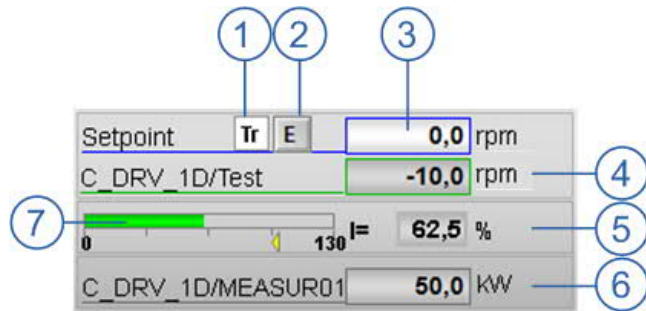 1 2 3
Setpoint Tr E 0,0 rpm
C_DRV_1D/Test -10,0 rpm 4
7 0 130 I= 62,5 % 5
C_DRV_1D/MEASUR01 50,0 kW 6